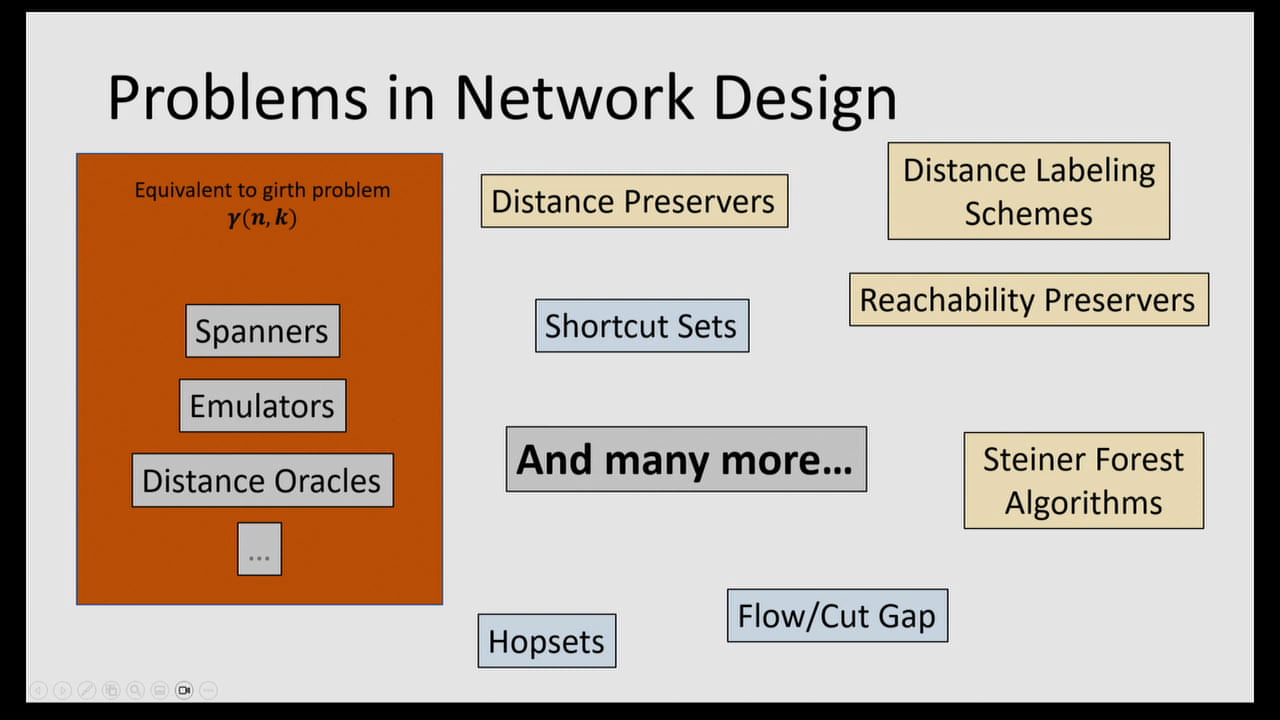 Problems in Network Design
Equivalent to girth problem
γ(n, k)
Spanners
Emulators
Distance Oracles
...
Distance Preservers
Distance Labeling
Schemes
Shortcut Sets
Reachability Preservers
And many more...
Steiner Forest
Algorithms
Hopsets
Flow/Cut Gap